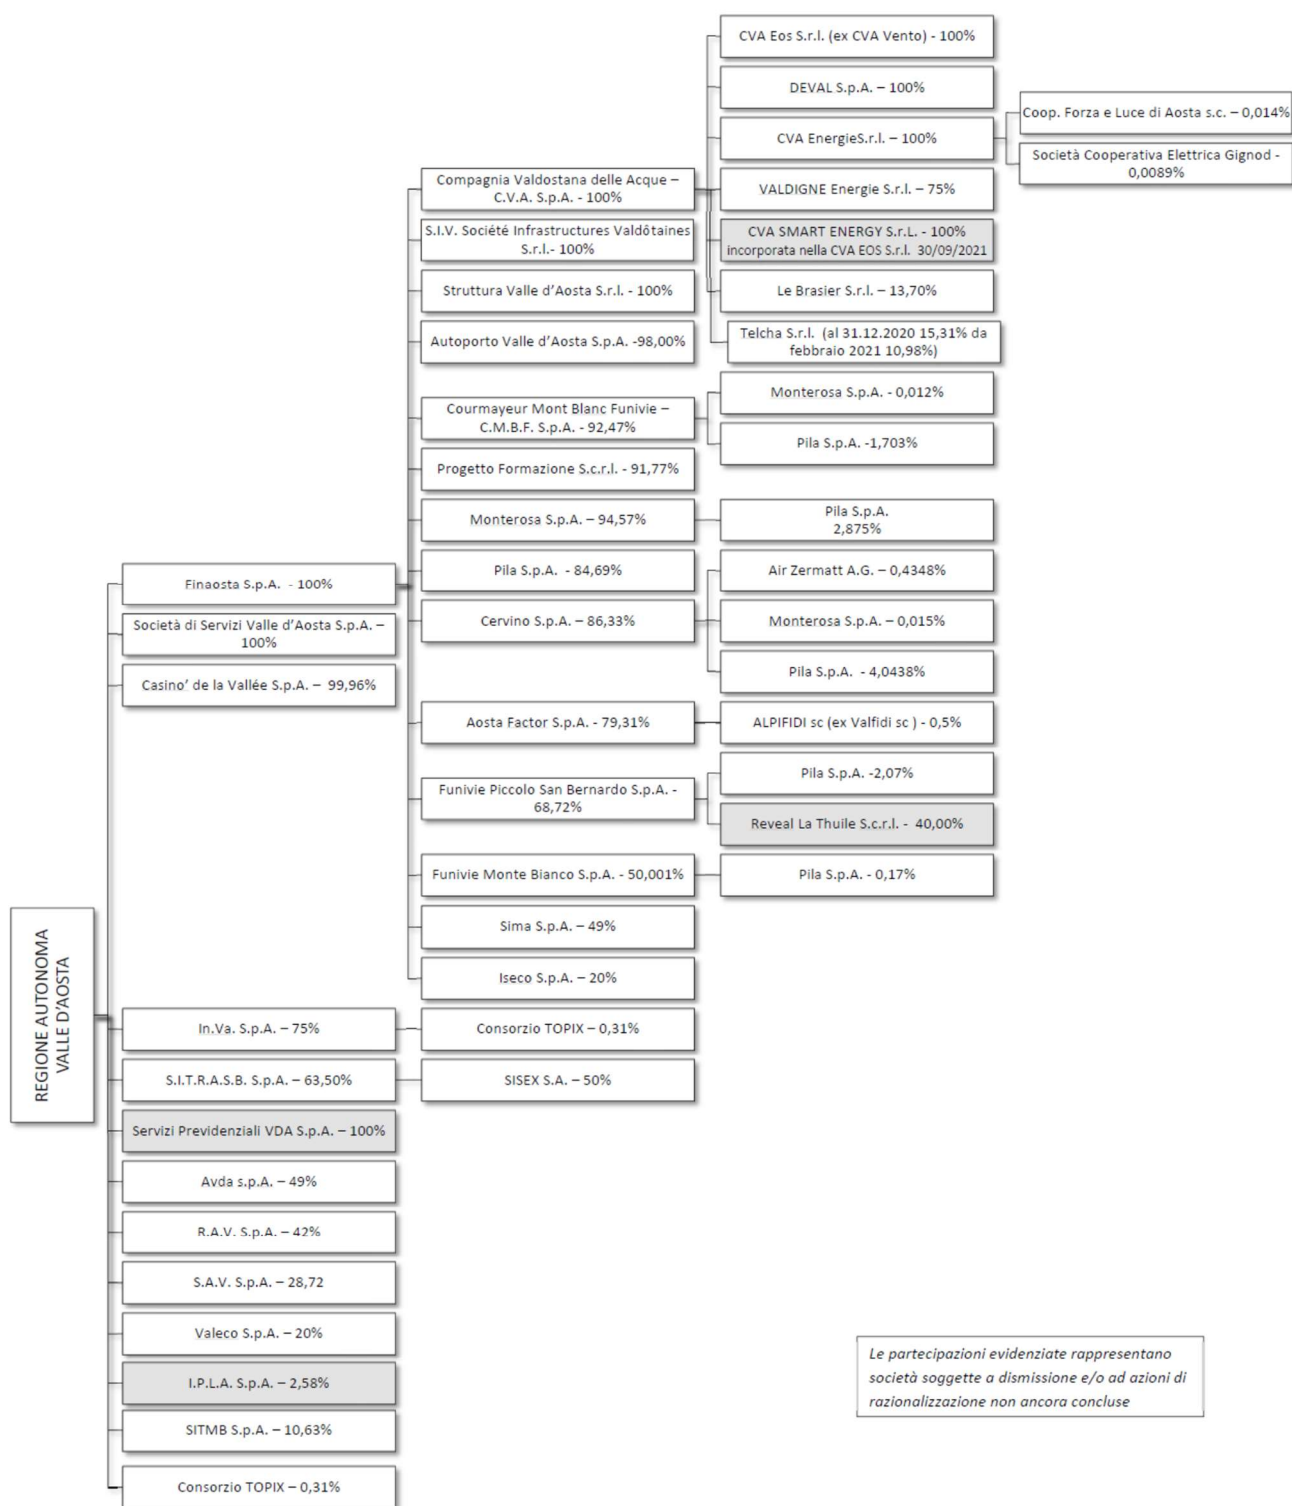 REGIONE AUTONOMA
VALLE D'AOSTA
Finaosta S.p.A. - 100%
Società di Servizi Valle d'Aosta S.p.A. –
100%
Casino' de la Vallée S.p.A. – 99,96%
In.Va. S.p.A. – 75%
S.I.T.R.A.S.B. S.p.A. – 63,50%
Servizi Previdenziali VDA S.p.A. – 100%
Avda s.p.A. – 49%
R.A.V. S.p.A. – 42%
S.A.V. S.p.A. – 28,72
Valeco S.p.A. – 20%
I.P.L.A. S.p.A. – 2,58%
SITMB S.p.A. – 10,63%
Consorzio TOPIX – 0,31%
Compagnia Valdostana delle Acque –
C.V.A. S.p.A. - 100%
S.I.V. Société Infrastructures Valdôtaines
S.r.l.- 100%
Struttura Valle d'Aosta S.r.l.- 100%
Autoporto Valle d'Aosta S.p.A. -98,00%
Courmayeur Mont Blanc Funivie –
C.M.B.F. S.p.A. - 92,47%
Progetto Formazione S.c.r.l.- 91,77%
Monterosa S.p.A. – 94,57%
Pila S.p.A. - 84,69%
Cervino S.p.A. – 86,33%
Aosta Factor S.p.A. - 79,31%
Funivie Piccolo San Bernardo S.p.A. -
68,72%
Funivie Monte Bianco S.p.A. - 50,001%
Sima S.p.A. – 49%
Iseco S.p.A. – 20%
Consorzio TOPIX – 0,31%
SISEX S.A. – 50%
CVA Eos S.r.l. (ex CVA Vento) - 100%
DEVAL S.p.A. – 100%
CVA EnergieS.r.l. – 100%
VALDIGNE Energie S.r.l. – 75%
CVA SMART ENERGY S.r.L. - 100%
incorporata nella CVA EOS S.r.l. 30/09/2021
Le Brasier S.r.l. – 13,70%
Telcha S.r.l. (al 31.12.2020 15,31% da
febbraio 2021 10,98%)
Monterosa S.p.A. - 0,012%
Pila S.p.A. -1,703%
Pila S.p.A.
2,875%
Air Zermatt A.G. – 0,4348%
Monterosa S.p.A. – 0,015%
Pila S.p.A. - 4,0438%
ALPIFIDI sc (ex Valfidi sc ) - 0,5%
Pila S.p.A. -2,07%
Reveal La Thuile S.c.r.l. - 40,00%
Pila S.p.A. - 0,17%
Coop. Forza e Luce di Aosta s.c. – 0,014%
Società Cooperativa Elettrica Gignod -
0,0089%
Le partecipazioni evidenziate rappresentano
società soggette a dismissione e/o ad azioni di
razionalizzazione non ancora concluse